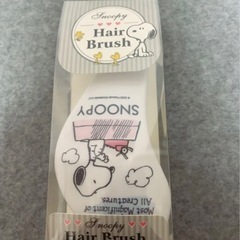 Snoopy
Hair
Brush
SNOOPY
Most Magnificent of
All Creatures
Snoopy
Hair Brush